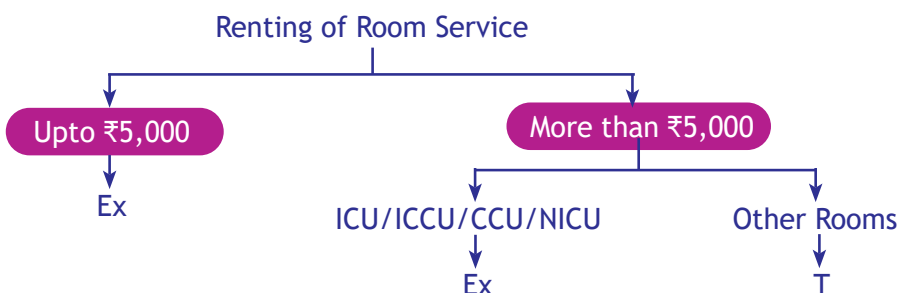 Renting of Room Service
Upto ₹5,000
More than ₹5,000
Ex
ICU/ICCU/CCU/NICU
Other Rooms
Ex
T